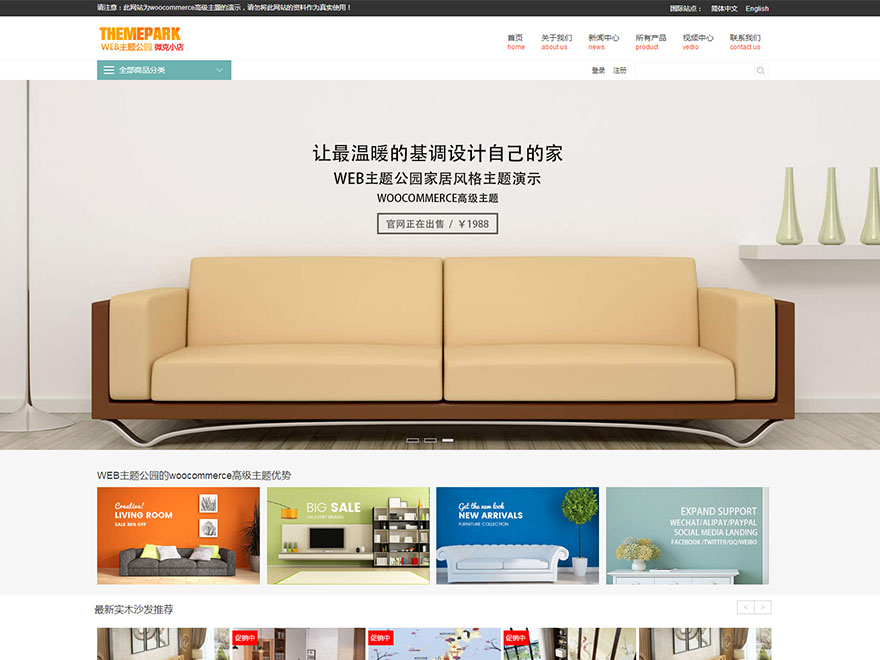 请注意：此网站为woocommerce高级主题的演示，请勿将此网站的资料作为真实使用！
国际站点： 简体中文 English
THEMEPARK
WEB主题公园 微克小店
首页 关于我们 新闻中心 所有产品 视频中心 联系我们
home about us news product vedio contact us
全部商品分类
登录 注册
让最温暖的基调设计自己的家
WEB主题公园家居风格主题演示
WOOCOMMERCE高级主题
官网正在出售 / ￥1988
WEB主题公园的woocommerce高级主题优势
Creative!
LIVING ROOM
SALE 30% OFF
BIG SALE
ON EVERY BRAND
Get the new look
NEW ARRIVALS
FURNITURE COLLECTION
EXPAND SUPPORT
WECHAT/ALIPAY/PAYPAL
SOCIAL MEDIA LANDING
FACEBOOK/TWITTER/QQ/WEIBO
最新实木沙发推荐
< >
促销中 促销中 促销中